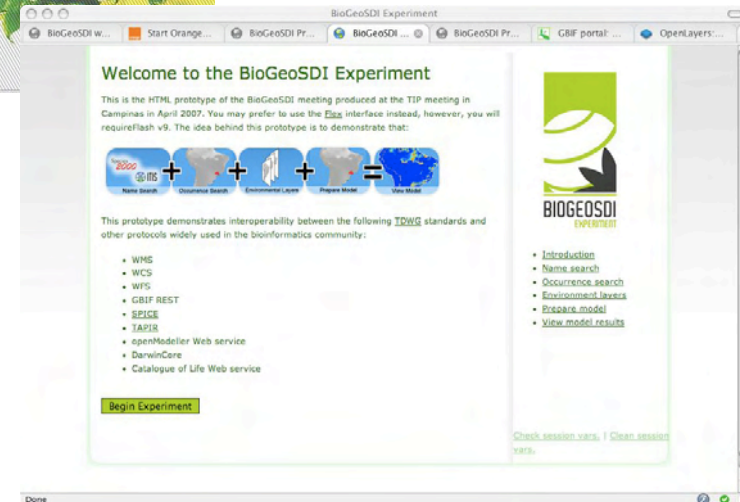 BioGeoSDI Experiment
BioGeoSDI w... Start Orange... BioGeoSDI Pr... BioGeoSDI ... BioGeoSDI Pr... GBIF portal: ... OpenLayers:...
Welcome to the BioGeoSDI Experiment
This is the HTML prototype of the BioGeoSDI meeting produced at the TIP meeting in
Campinas in April 2007. You may prefer to use the Flex interface instead, however, you will
requireFlash v9. The idea behind this prototype is to demonstrate that:
2000
+ + + =
Name Search Occurrence Search Environmental Layers Prepare Model View Model
This prototype demonstrates interoperability between the following TDWG standards and
other protocols widely used in the bioinformatics community:
• WMS
• WCS
• WFS
• GBIF REST
• SPICE
• TAPIR
• openModeller Web service
• DarwinCore
• Catalogue of Life Web service
Begin Experiment
BIOGEOSDI
EXPERIMENT
• Introduction
• Name search
• Occurrence search
• Environment layers
• Prepare model
• View model results
Check session vars. | Clean session
vars.
Done